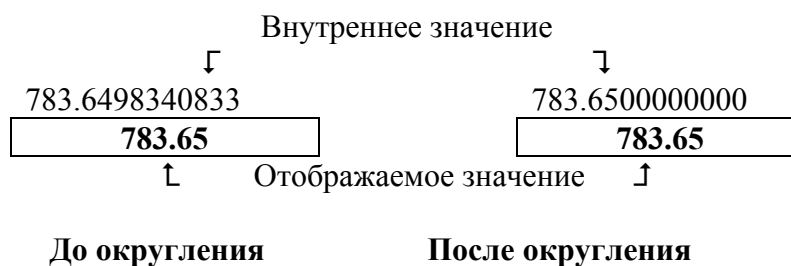 Внутреннее значение
783.6498340833 783.6500000000
783.65 783.65
Отображаемое значение
До округления После округления